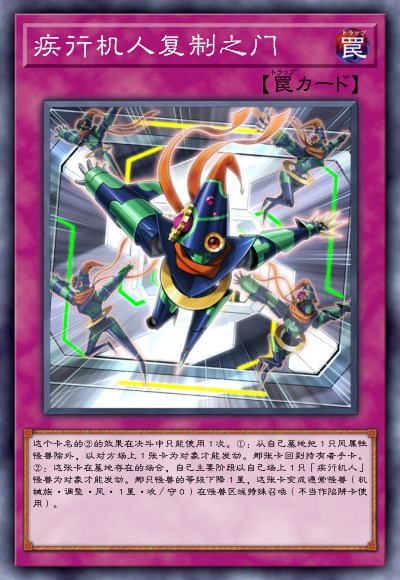 疾行机人复制之门
トラップ
罠
トラップ
【罠カード】
这个卡名的②的效果在决斗中只能使用1次。①：从自己墓地把1只风属性
怪兽除外，以对方场上1张卡为对象才能发动。那张卡回到持有者手卡。
②：这张卡在墓地存在的场合，自己主要阶段以自己场上1只「疾行机人」
怪兽为对象才能发动。那只怪兽的等级下降1星，这张卡变成通常怪兽（机
械族·调整·风·1星·攻／守0）在怪兽区域特殊召唤（不当作陷阱卡使
用）。